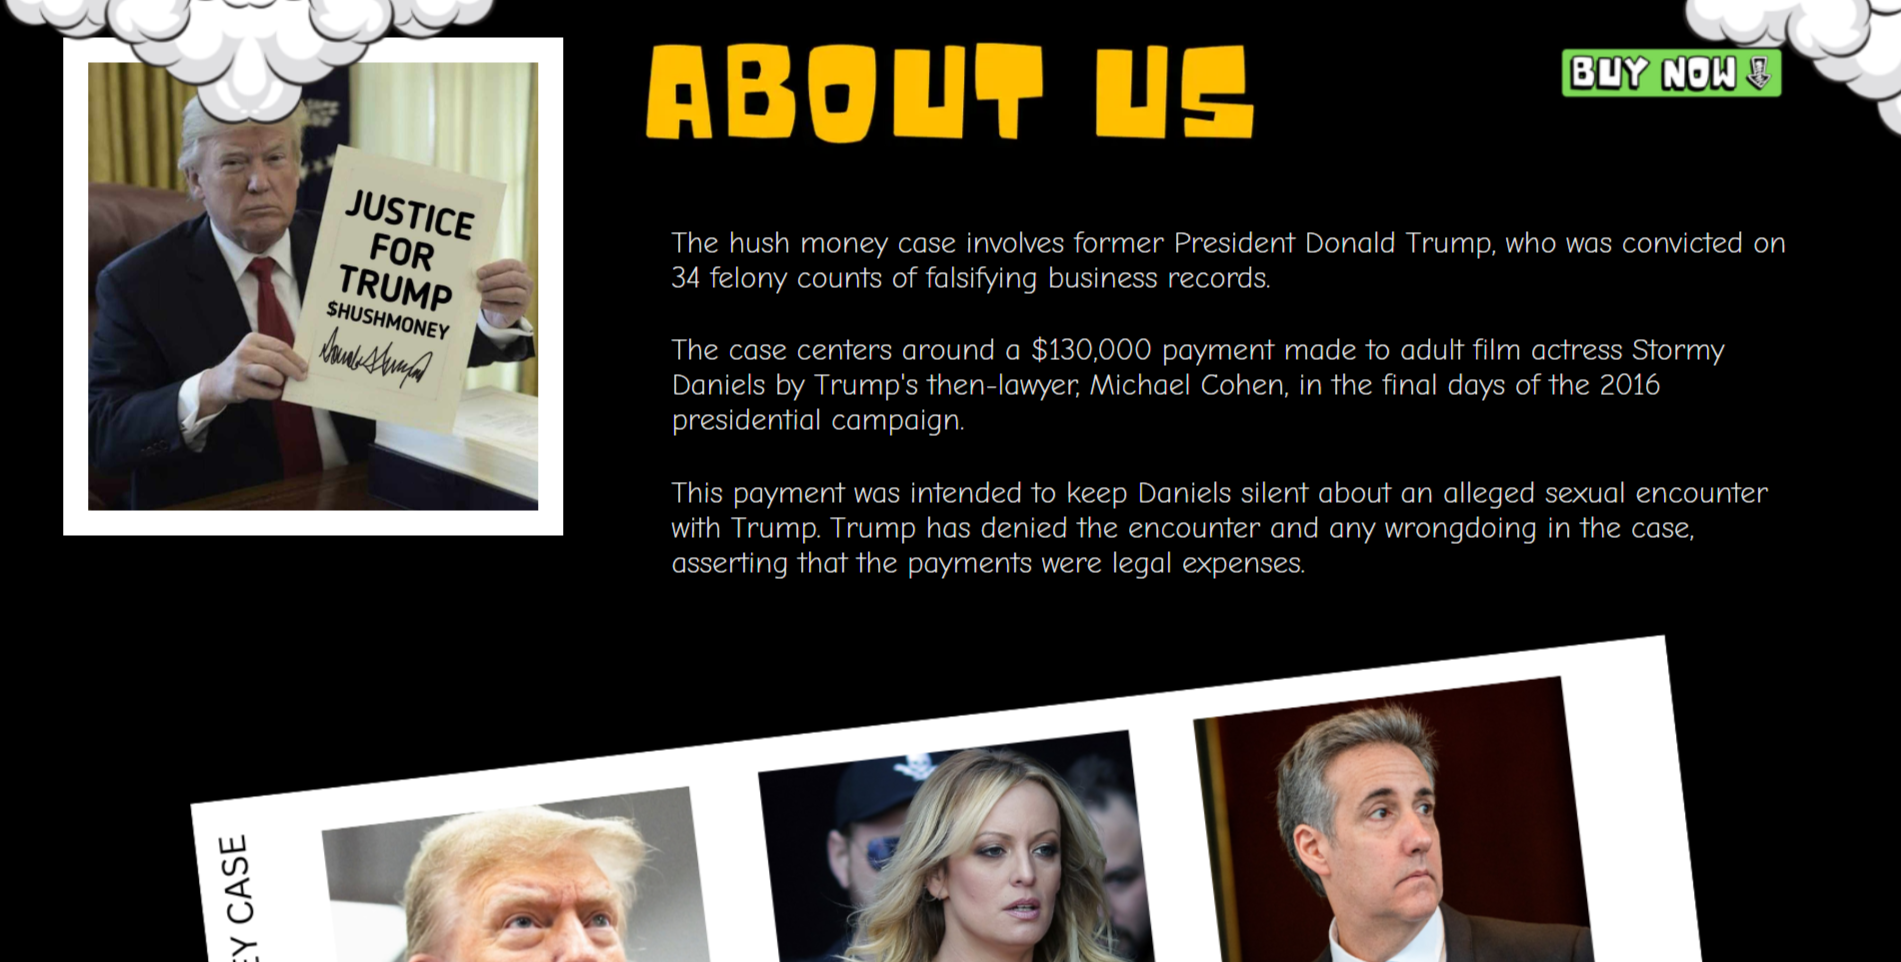 ABOUT US
BUY NOW
JUSTICE
FOR
TRUMP
$HUSHMONEY
The hush money case involves former President Donald Trump, who was convicted on
34 felony counts of falsifying business records.
The case centers around a $130,000 payment made to adult film actress Stormy
Daniels by Trump's then-lawyer, Michael Cohen, in the final days of the 2016
presidential campaign.
This payment was intended to keep Daniels silent about an alleged sexual encounter
with Trump. Trump has denied the encounter and any wrongdoing in the case,
asserting that the payments were legal expenses.
EY CASE